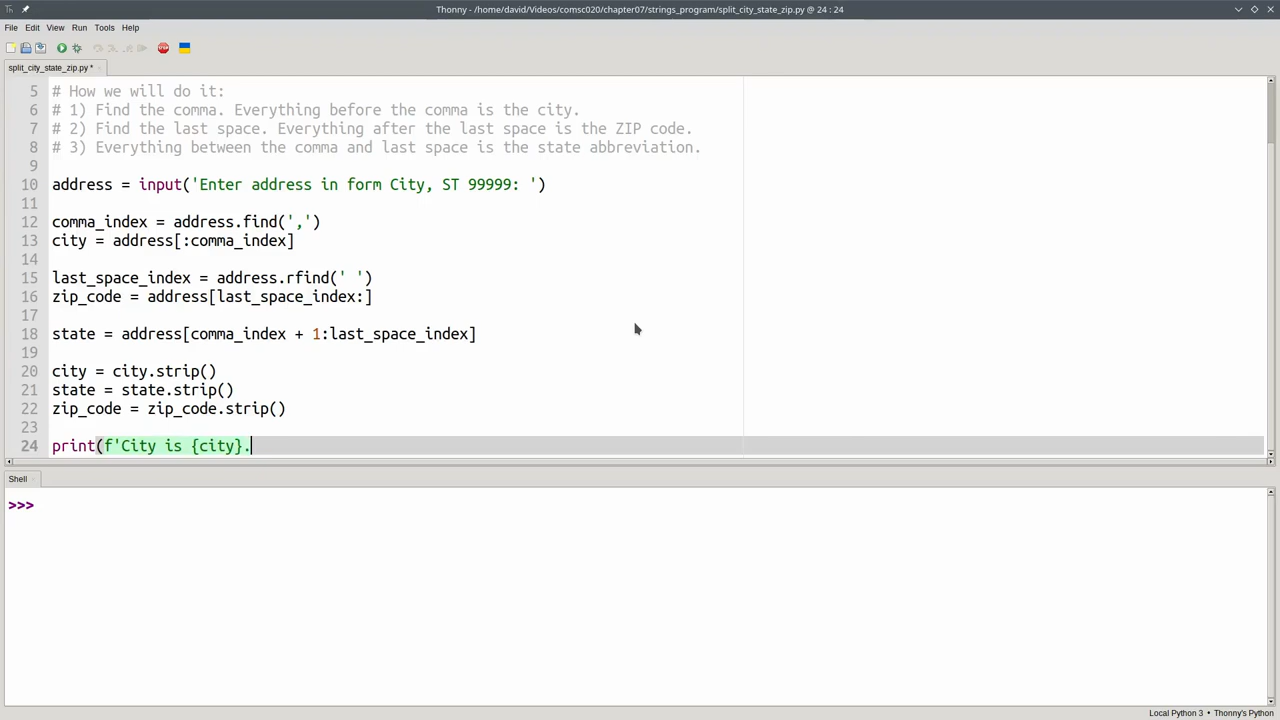 Thonny - /home/david/Videos/comsc020/chapter07/strings_program/split_city_state_zip.py @ 24 : 24
File Edit View Run Tools Help
split_city_state_zip.py *
5 # How we will do it:
6 # 1) Find the comma. Everything before the comma is the city.
7 # 2) Find the last space. Everything after the last space is the ZIP code.
8 # 3) Everything between the comma and last space is the state abbreviation.
9
10 address = input('Enter address in form City, ST 99999: ')
11
12 comma_index = address.find(',')
13 city = address[:comma_index]
14
15 last_space_index = address.rfind(' ')
16 zip_code = address[last_space_index:]
17
18 state = address[comma_index + 1:last_space_index]
19
20 city = city.strip()
21 state = state.strip()
22 zip_code = zip_code.strip()
23
24 print(f'City is {city}.
Shell
>>>
Local Python 3 • Thonny's Python